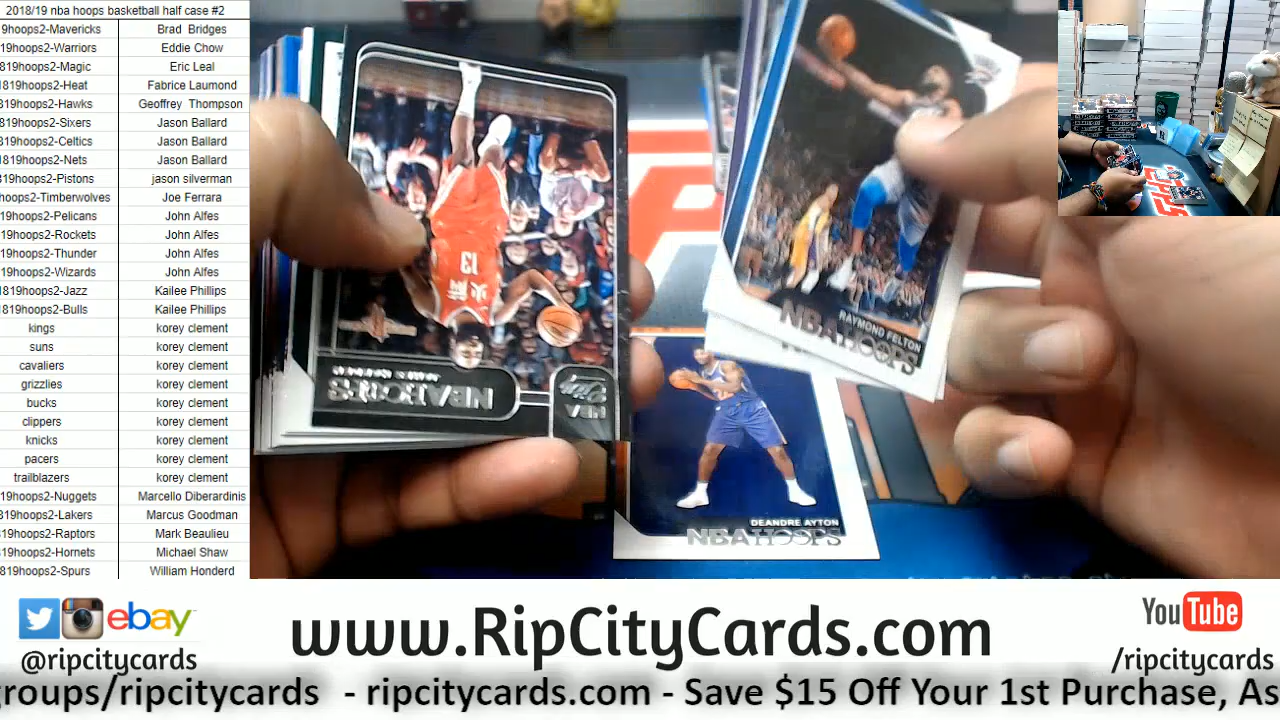 2018/19 nba hoops basketball half case #2
9hoops2-Mavericks Brad Bridges
19hoops2-Warriors Eddie Chow
819hoops2-Magic Eric Leal
819hoops2-Heat Fabrice Laumond
819hoops2-Hawks Geoffrey Thompson
819hoops2-Sixers Jason Ballard
819hoops2-Celtics Jason Ballard
819hoops2-Nets Jason Ballard
819hoops2-Pistons jason silverman
hoops2-Timberwolves Joe Ferrara
19hoops2-Pelicans John Alfes
19hoops2-Rockets John Alfes
19hoops2-Thunder John Alfes
19hoops2-Wizards John Alfes
1819hoops2-Jazz Kailee Phillips
1819hoops2-Bulls Kailee Phillips
kings korey clement
suns korey clement
cavaliers korey clement
grizzlies korey clement
bucks korey clement
clippers korey clement
knicks korey clement
pacers korey clement
trailblazers korey clement
19hoops2-Nuggets Marcello Diberardinis
819hoops2-Lakers Marcus Goodman
19hoops2-Raptors Mark Beaulieu
19hoops2-Hornets Michael Shaw
819hoops2-Spurs William Honderd
13
火箭
NBA HOOPS
NBA
City
RAYMOND FELTON
NBA HOOPS
DEANDRE AYTON
NBA HOOPS
ebay
@ripcitycards
www.RipCityCards.com
YouTube
/ripcitycards
groups/ripcitycards - ripcitycards.com - Save $15 Off Your 1st Purchase, As